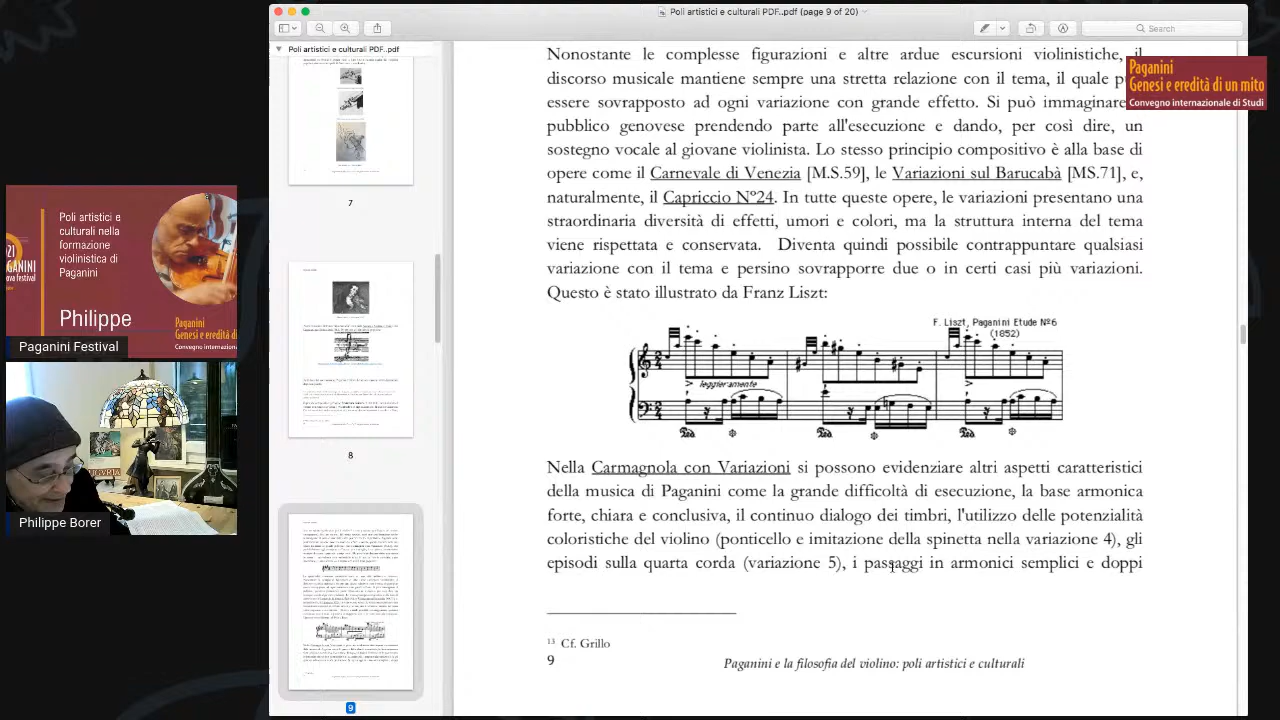 Poli artistici e culturali PDF.pdf (page 9 of 20)
Search
Poli artistici e culturali PDF..pdf
7
8
9
Poli artistici e
culturali nella
formazione
violinistica di
Paganini
Philippe
Paganini
Genesi e eredità
Convegno internazional
Paganini Festival
Philippe Borer
Paganini
Genesi e eredità di un mito
Convegno internazionale di Studi
Nonostante le complesse e altre ardue escursioni violinistiche, il
discorso musicale mantiene sempre una stretta relazione con il tema, il quale
essere sovrapposto ad ogni variazione con grande effetto. Si può immaginare
pubblico genovese prendendo parte all'esecuzione e dando, per così dire, un
sostegno vocale al giovane violinista. Lo stesso principio compositivo è alla base di
opere come il Carnevale di Venezia [M.S.59], le Variazioni sul Barucabà [MS.71], e,
naturalmente, il Capriccio Nº24. In tutte queste opere, le variazioni presentano una
straordinaria diversità di effetti, umori e colori, ma la struttura interna del tema
viene rispettata e conservata. Diventa quindi possibile contrappuntare qualsiasi
variazione con il tema e persino sovrapporre due o in certi casi più variazioni.
Questo è stato illustrato da Franz Liszt:
F. Liszt, Paganini Etude Nº6
(1852)
leggieramente
Nella Carmagnola con Variazioni si possono evidenziare altri aspetti caratteristici
della musica di Paganini come la grande difficoltà di esecuzione, la base armonica
forte, chiara e conclusiva, il ricco dialogo dei timbri, l'utilizzo delle potenzialità
coloristiche del violino (per es. l'imitazione della spinetta nella variazione 4), gli
episodi sulla quarta corda (variazione 5), i passaggi in armonici semplici e doppi
13 Cf. Grillo
9
Paganini e la fusion del violino: poli artistici e culturali